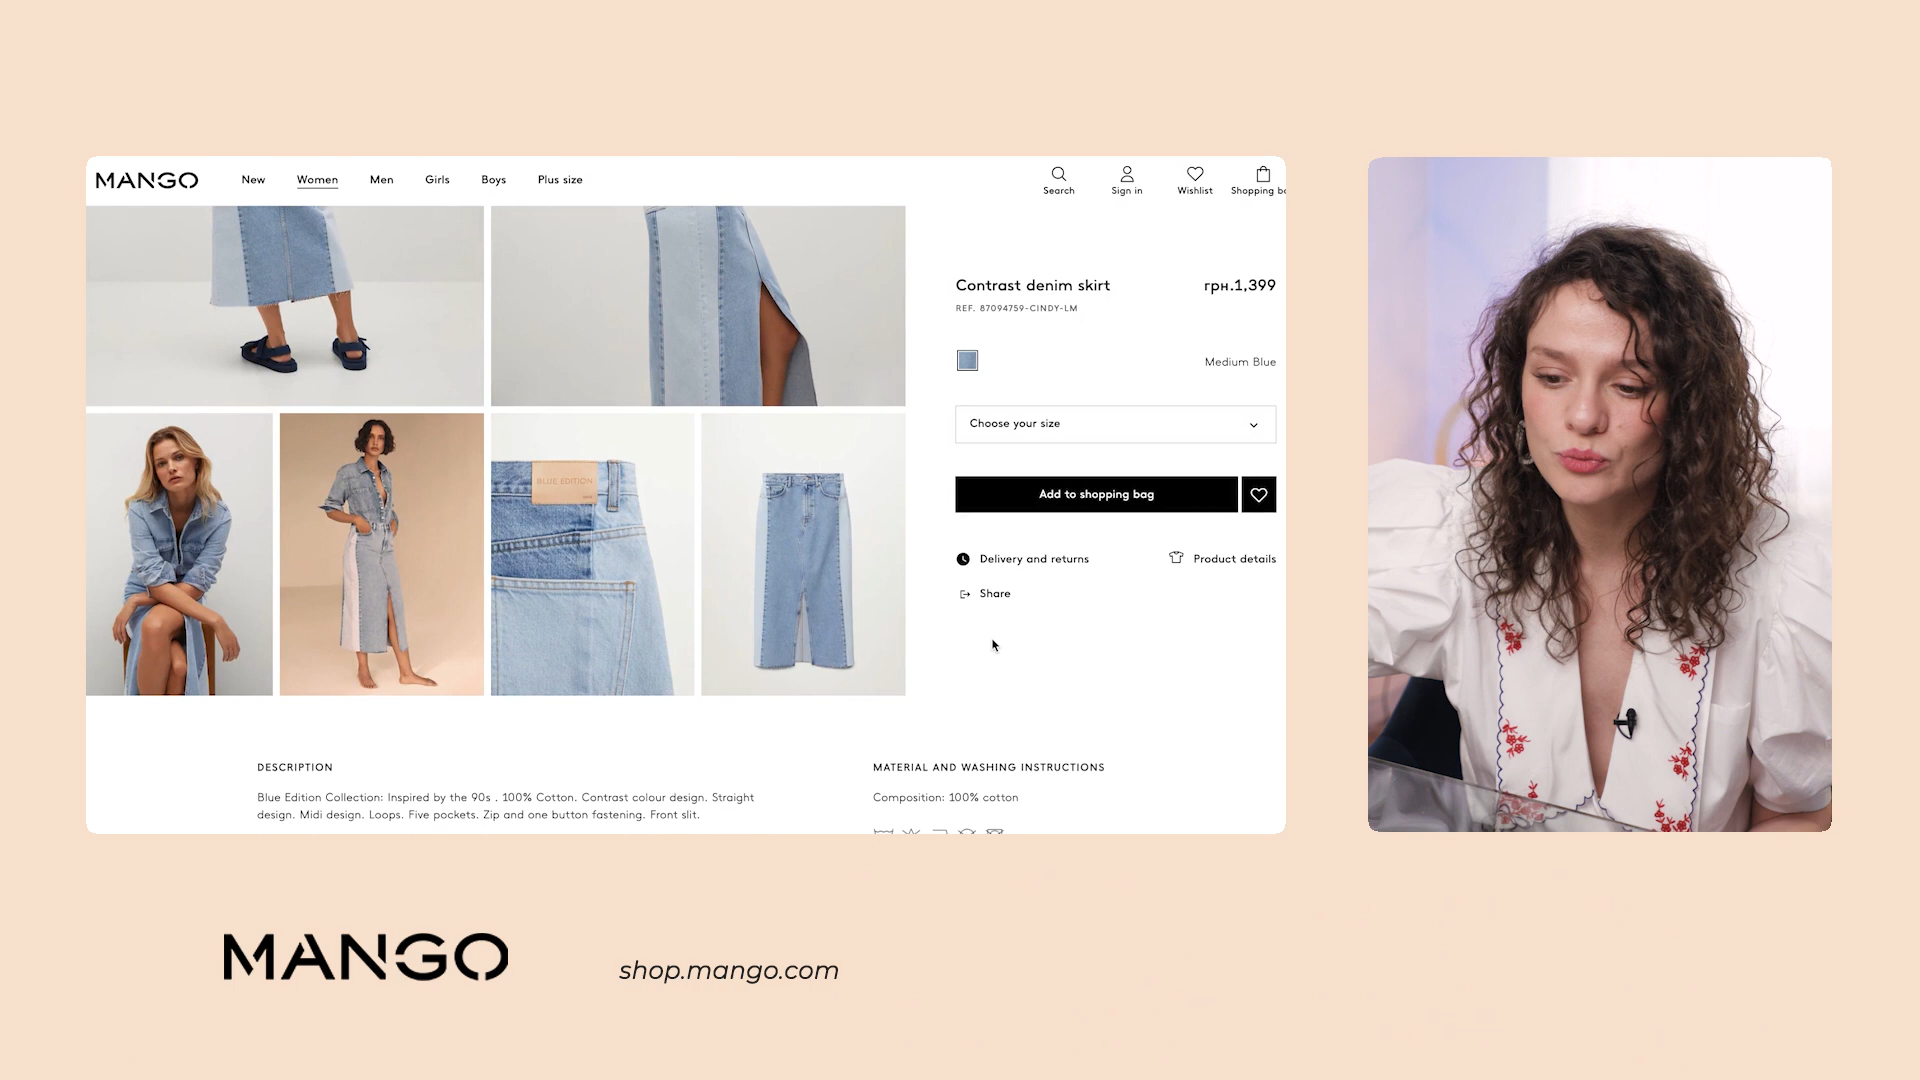 MANGO
New Women Men Girls Boys Plus size
Search Sign in Wishlist Shopping
Contrast denim skirt грн.1,399
REF. 87094759-CINDY-LM
Medium Blue
Choose your size
BLUE EDITION
Add to shopping bag
Delivery and returns Product details
Share
DESCRIPTION
Blue Edition Collection: Inspired by the 90s . 100% Cotton. Contrast colour design. Straight
design. Midi design. Loops. Five pockets. Zip and one button fastening. Front slit.
MATERIAL AND WASHING INSTRUCTIONS
Composition: 100% cotton
MANGO
shop.mango.com